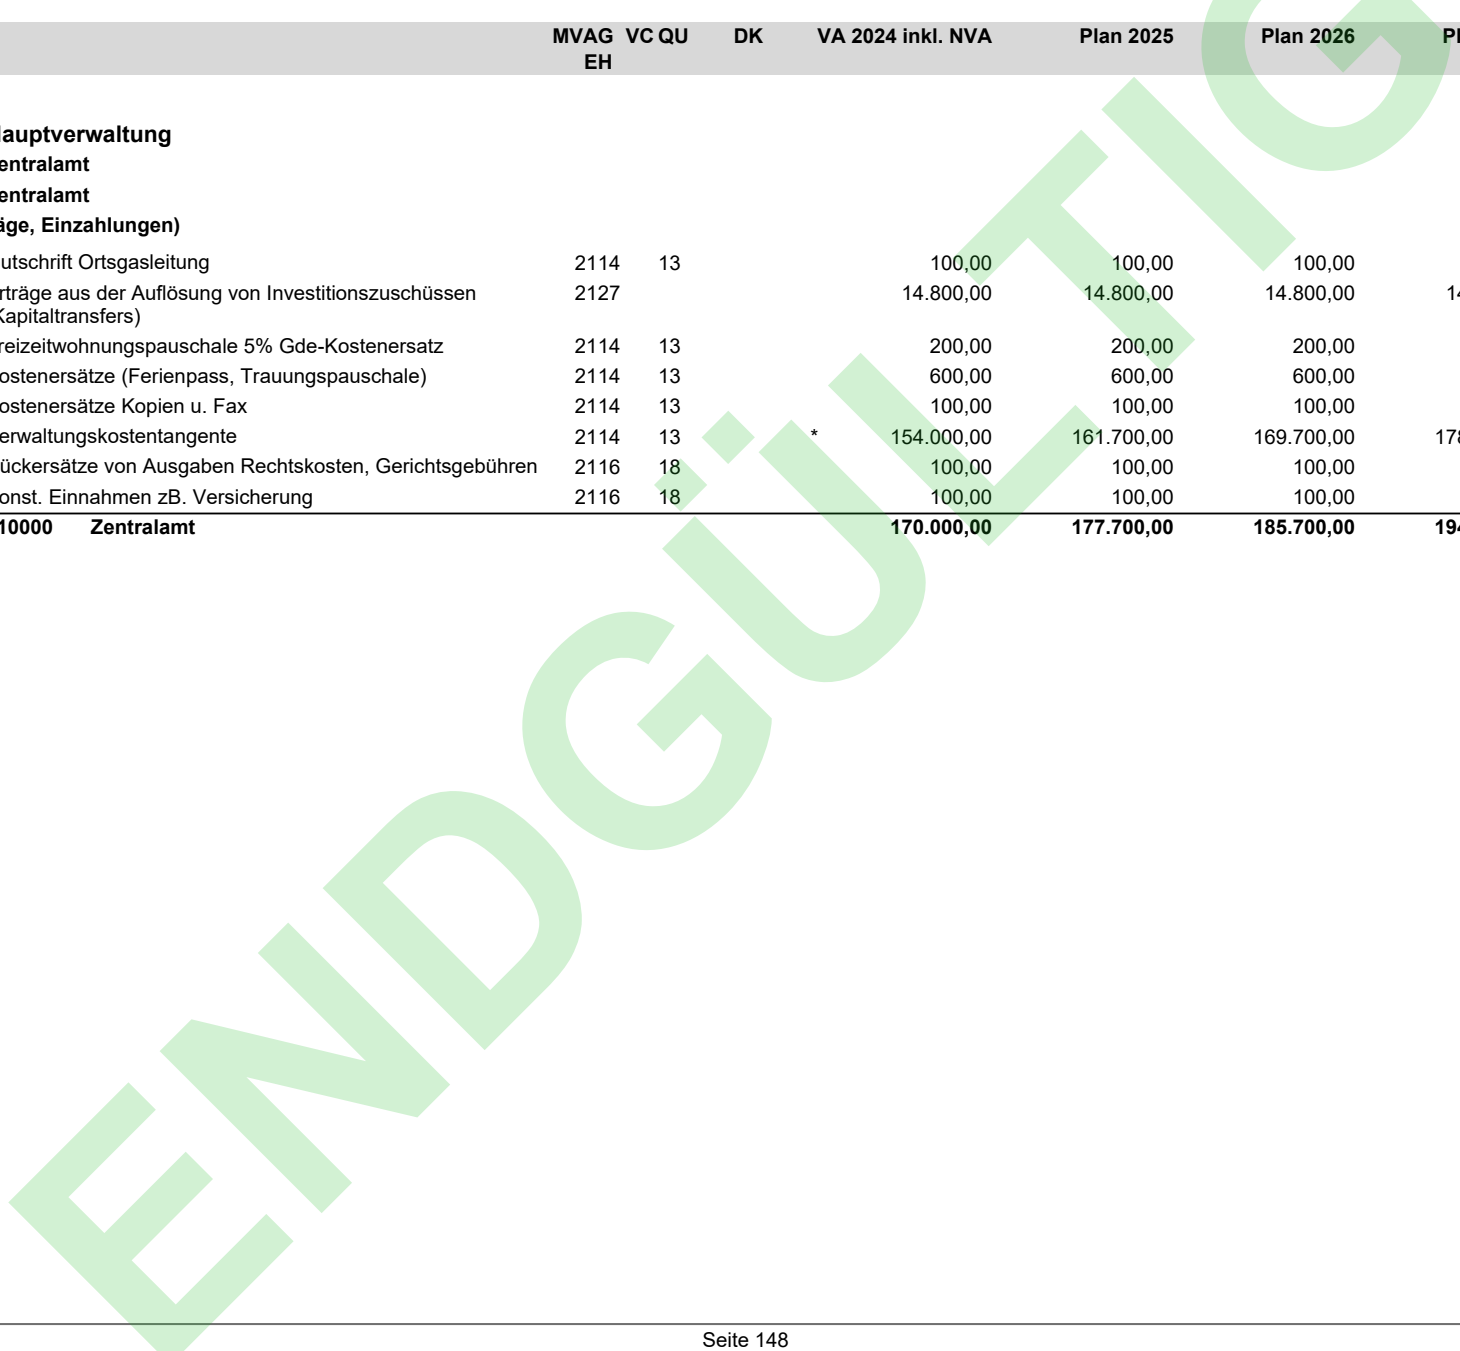 MVAG VC QU DK VA 2024 inkl. NVA Plan 2025 Plan 2026 Pl
EH
Hauptverwaltung
entralamt
entralamt
äge, Einzahlungen)
utschrift Ortsgasleitung 2114 13 100,00 100,00 100,00
rträge aus der Auflösung von Investitionszuschüssen 2127 14.800,00 14.800,00 14.800,00 14
Kapitaltransfers)
reizeitwohnungspauschale 5% Gde-Kostenersatz 2114 13 200,00 200,00 200,00
ostenersätze (Ferienpass, Trauungspauschale) 2114 13 600,00 600,00 600,00
ostenersätze Kopien u. Fax 2114 13 100,00 100,00 100,00
erwaltungskostentangente 2114 13 * 154.000,00 161.700,00 169.700,00 178
ückersätze von Ausgaben Rechtskosten, Gerichtsgebühren 2116 18 100,00 100,00 100,00
onst. Einnahmen zB. Versicherung 2116 18 100,00 100,00 100,00
10000 Zentralamt 170.000,00 177.700,00 185.700,00 194
ENDGÜLTIG
Seite 148